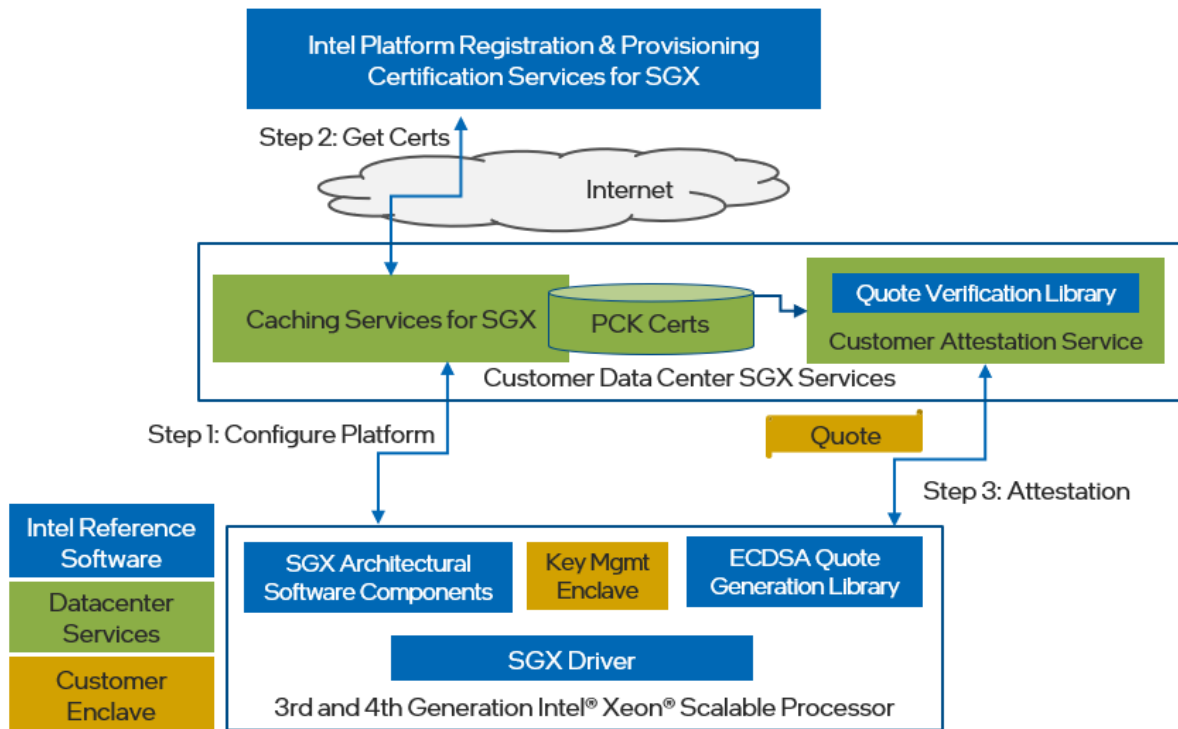 Intel Platform Registration & Provisioning
Certification Services for SGX
Step 2: Get Certs
Internet
Caching Services for SGX
PCK Certs
Quote Verification Library
Customer Attestation Service
Customer Data Center SGX Services
Step 1: Configure Platform
Quote
Step 3: Attestation
Intel Reference
Software
Datacenter
Services
Customer
Enclave
SGX Architectural
Software Components
Key Mgmt
Enclave
ECDSA Quote
Generation Library
SGX Driver
3rd and 4th Generation Intel® Xeon® Scalable Processor